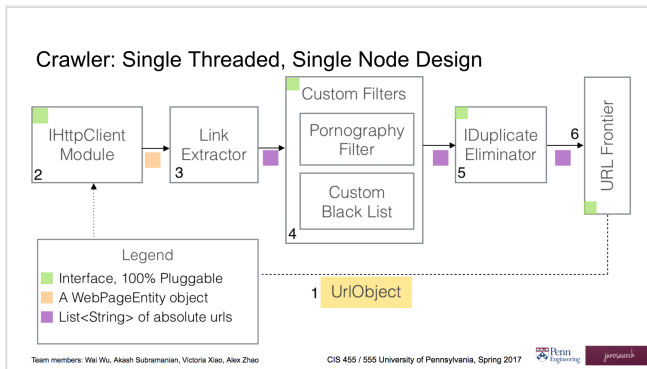 Crawler: Single Threaded, Single Node Design
IHttpClient
Module
2
Link
Extractor
3
Custom Filters
Pornography
Filter
Custom
Black List
4
IDuplicate
Eliminator
5
6
URL Frontier
Legend
Interface, 100% Pluggable
A WebPageEntity object
List<String> of absolute urls
1 UrlObject
Team members: Wai Wu, Akash Subramanian, Victoria Xiao, Alex Zhao
CIS 455 / 555 University of Pennsylvania, Spring 2017
Penn
Engineering